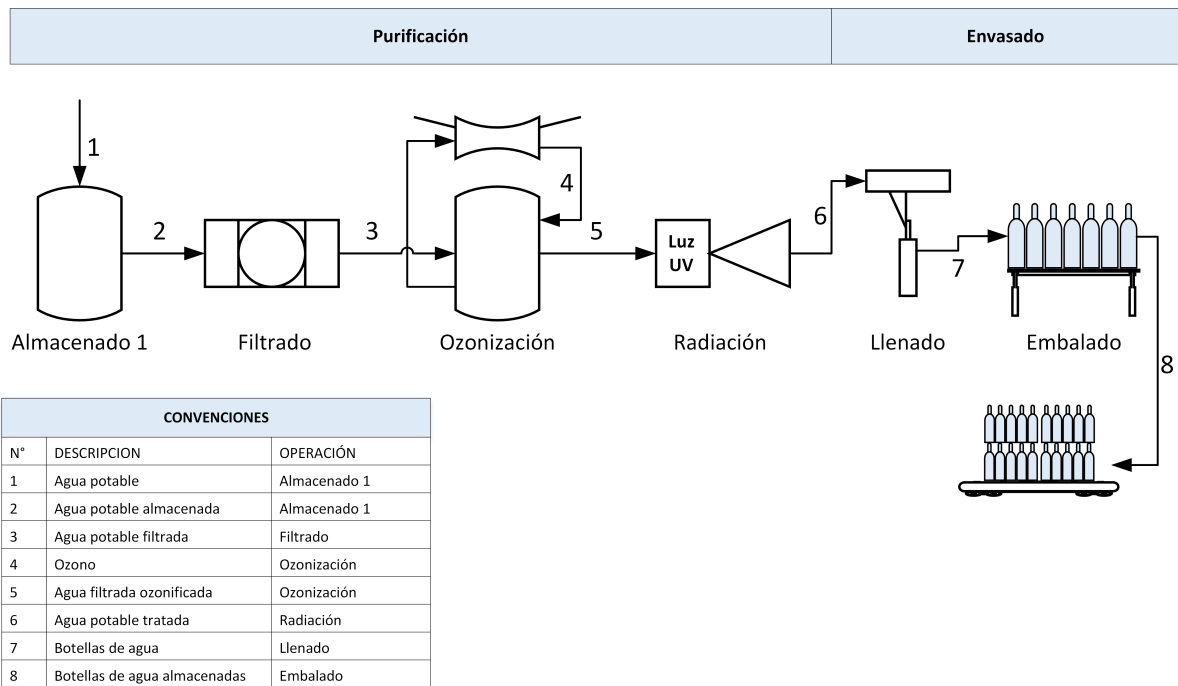 Purificación Envasado
1
2
3
4
5
6
7
8
Luz
UV
Almacenado 1 Filtrado Ozonización Radiación Llenado Embalado
CONVENCIONES
N° DESCRIPCION OPERACIÓN
1 Agua potable Almacenado 1
2 Agua potable almacenada Almacenado 1
3 Agua potable filtrada Filtrado
4 Ozono Ozonización
5 Agua filtrada ozonificada Ozonización
6 Agua potable tratada Radiación
7 Botellas de agua Llenado
8 Botellas de agua almacenadas Embalado